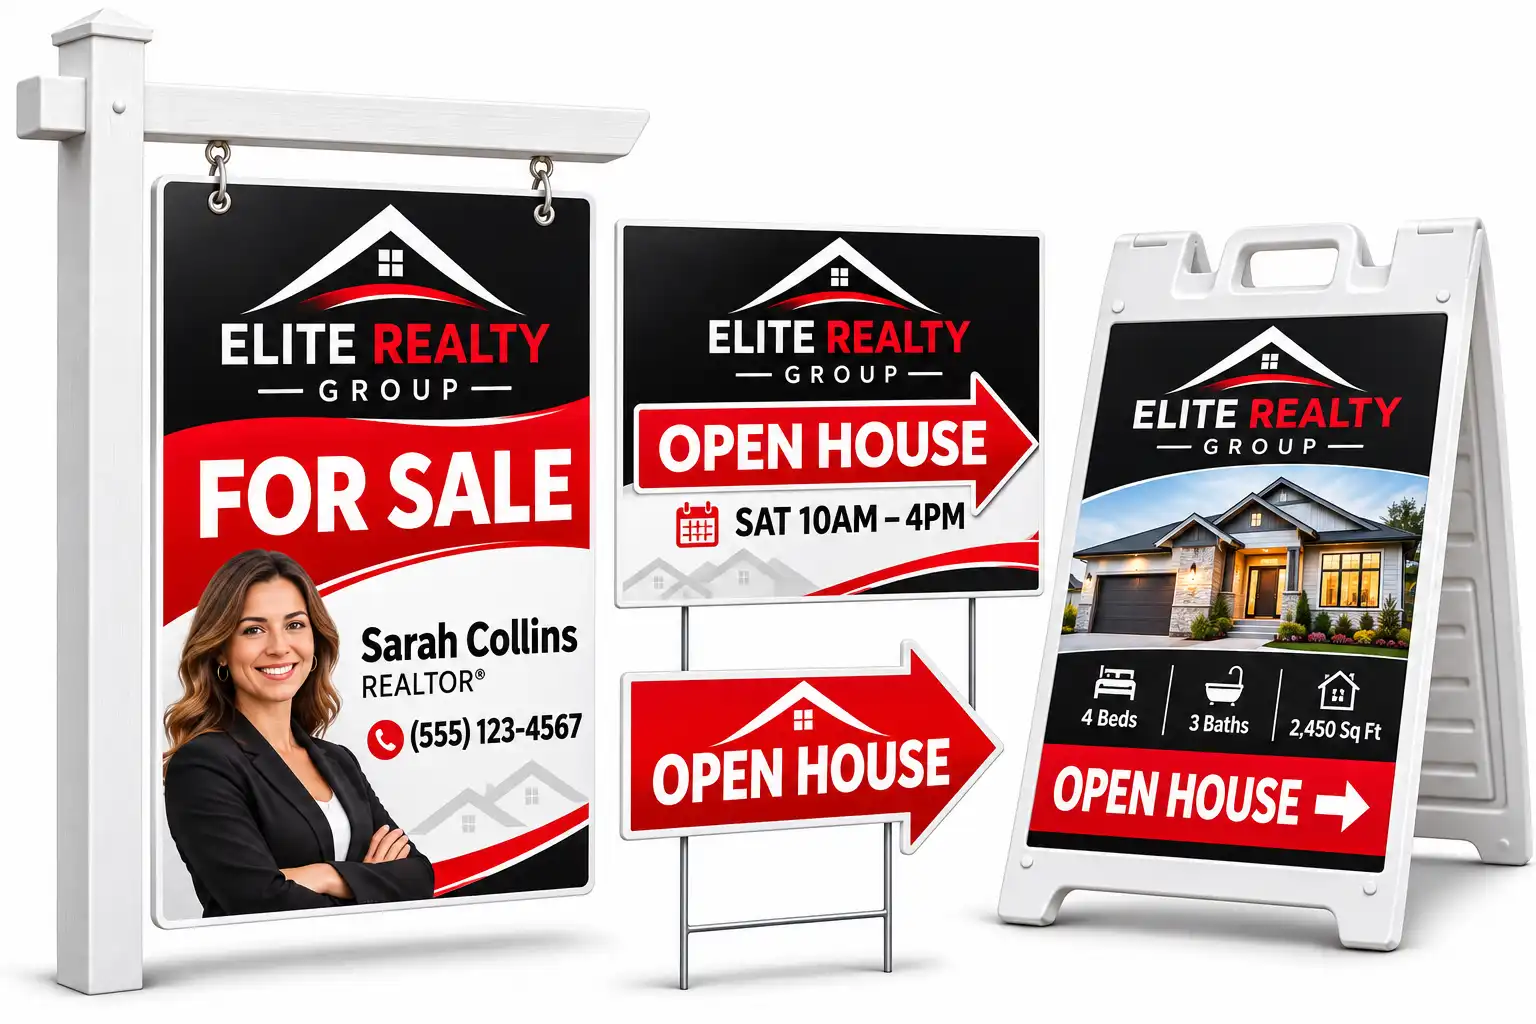 ELITE REALTY
GROUP
FOR SALE
Sarah Collins
REALTOR®
(555) 123-4567
ELITE REALTY
GROUP
OPEN HOUSE
SAT 10AM – 4PM
OPEN HOUSE
ELITE REALTY
GROUP
4 Beds
3 Baths
2,450 Sq Ft
OPEN HOUSE